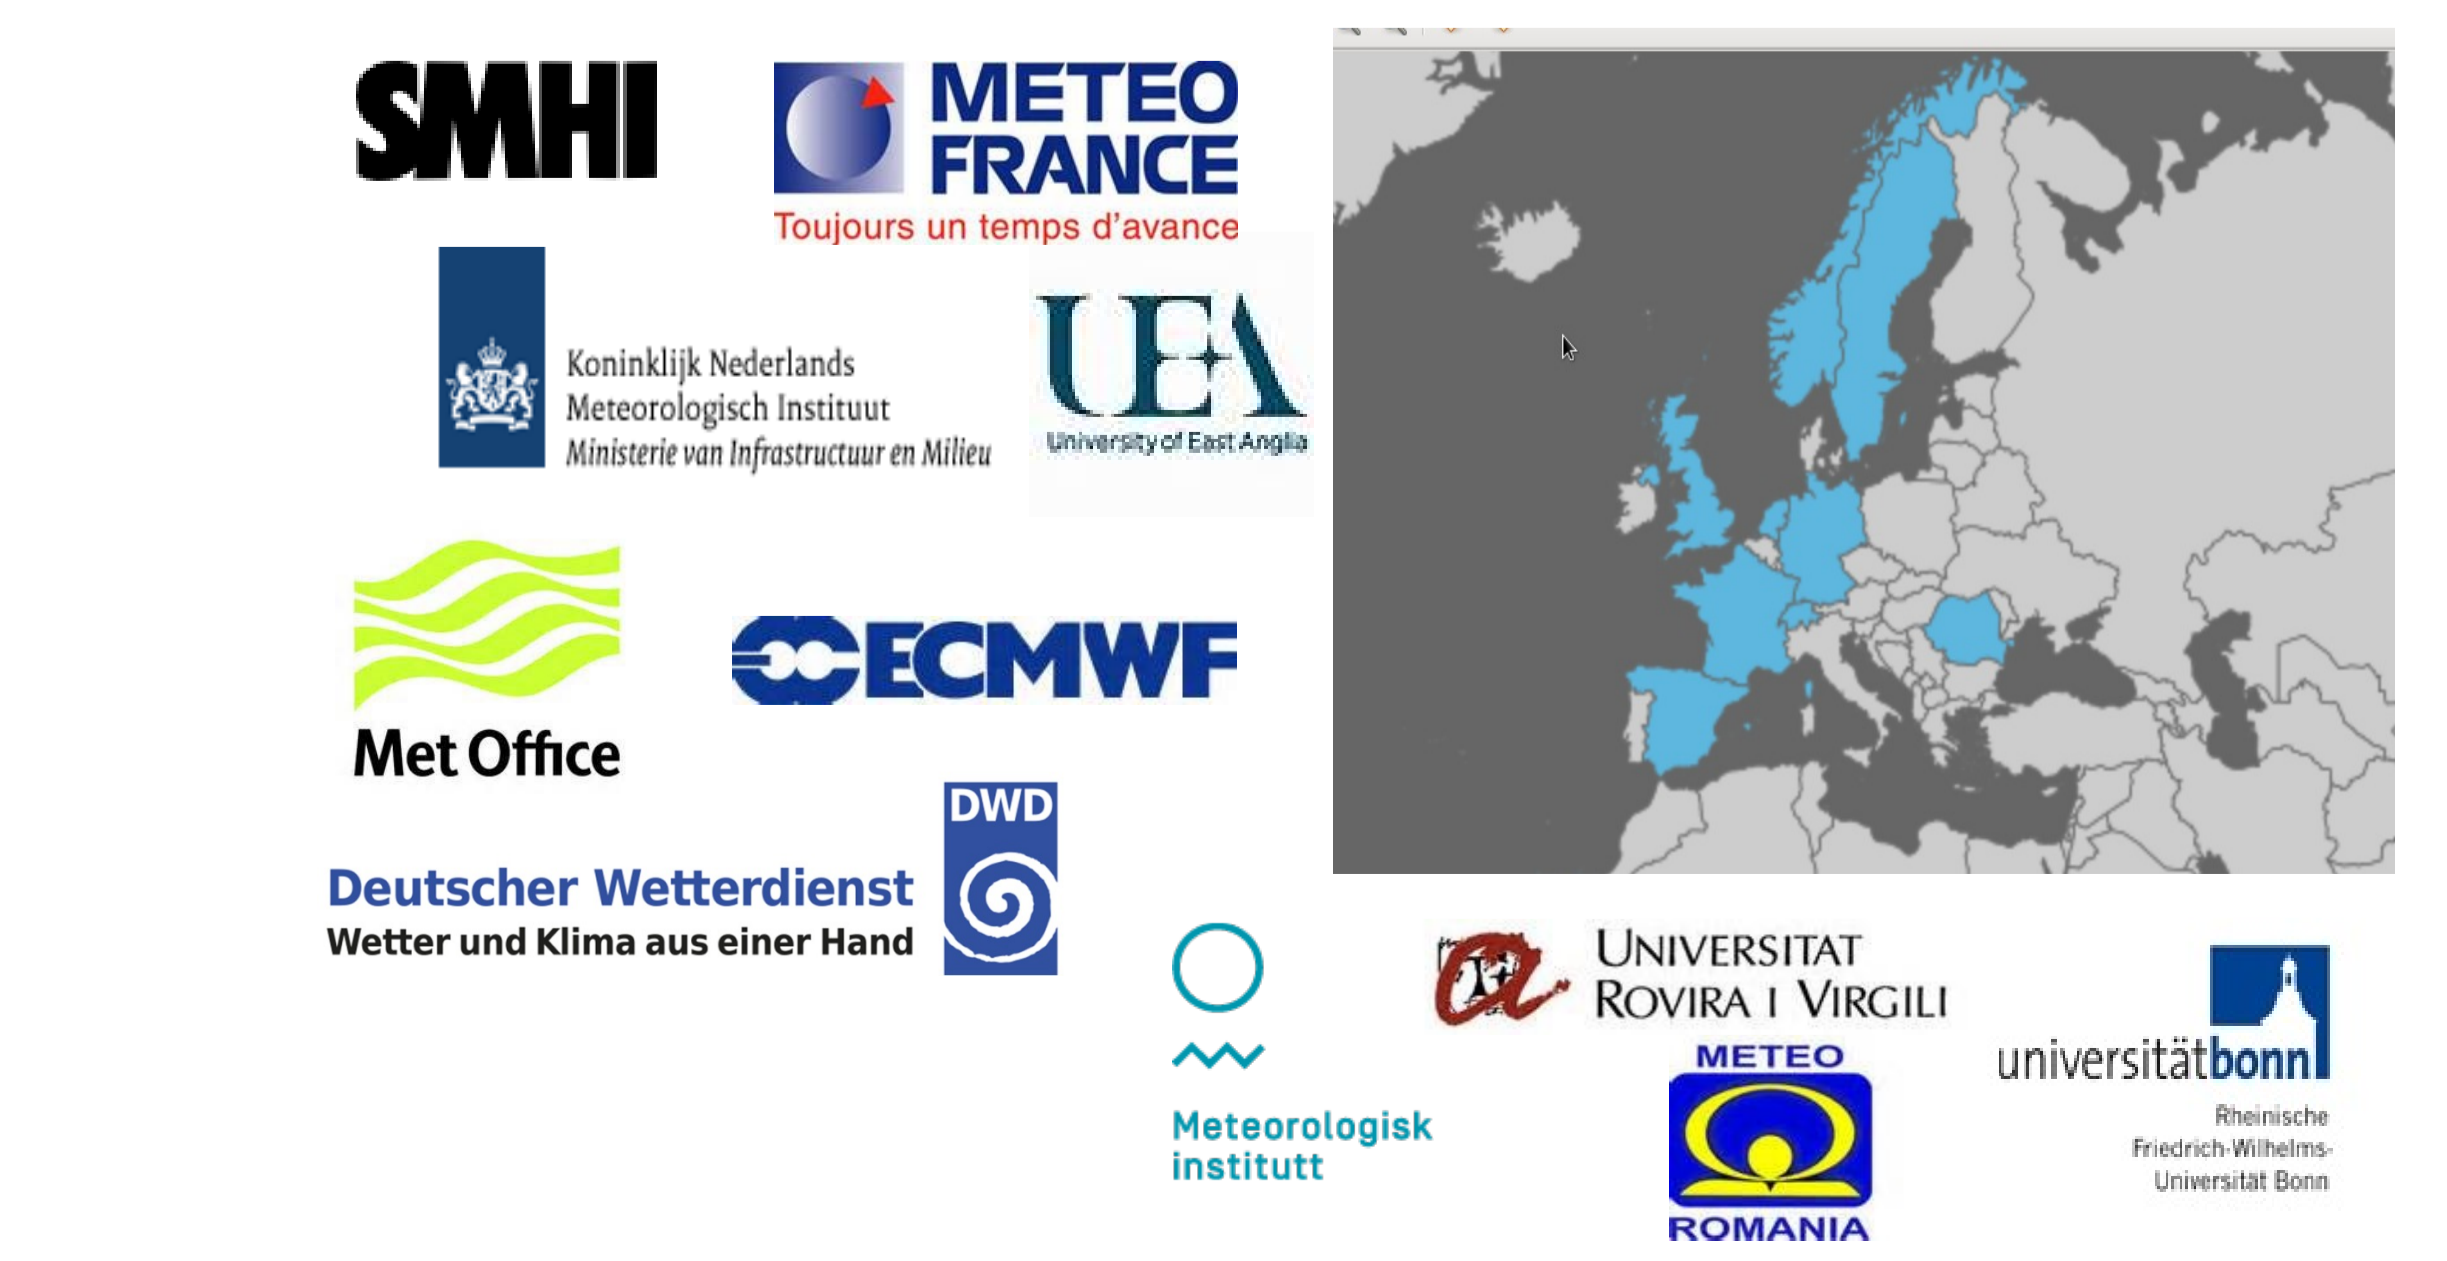 SMHI
METEO
FRANCE
Toujours un temps d'avance
Koninklijk Nederlands
Meteorologisch Instituut
Ministerie van Infrastructuur en Milieu
UEA
University of East Anglia
Met Office
ECMWF
DWD
Deutscher Wetterdienst
Wetter und Klima aus einer Hand
Meteorologisk
institutt
UNIVERSITAT
ROVIRA I VIRGILI
METEO
ROMANIA
universitätbonn
Rheinische
Friedrich-Wilhelms-
Universität Bonn